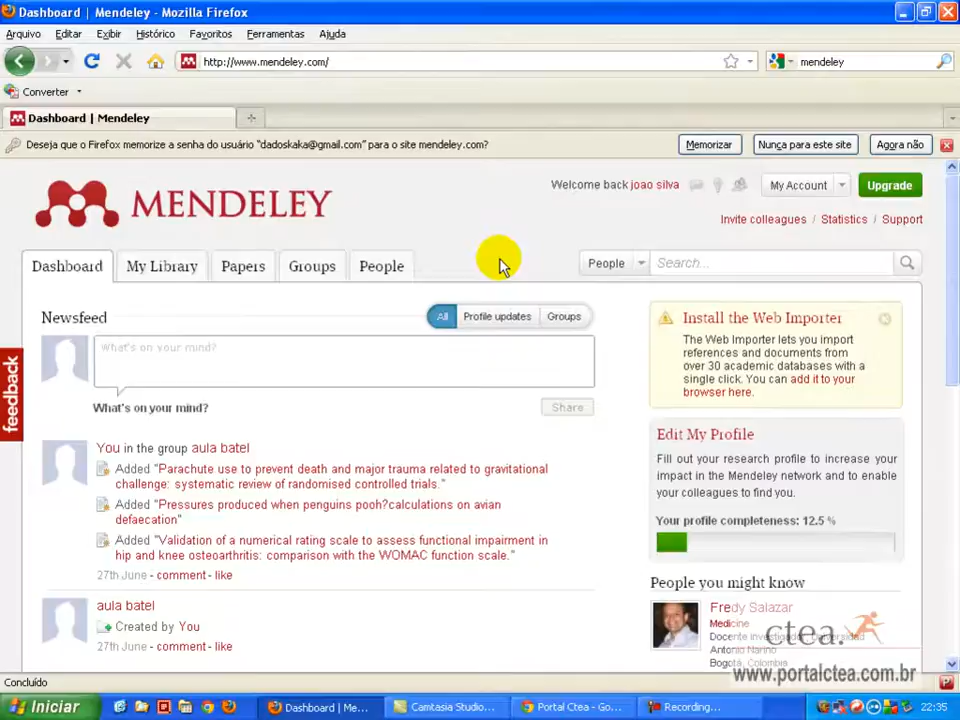 Dashboard | Mendeley - Mozilla Firefox
Arquivo Editar Exibir Histórico Favoritos Ferramentas Ajuda
http://www.mendeley.com/ mendeley
Converter
Dashboard | Mendeley
Deseja que o Firefox memorize a senha do usuário "dadoskaka@gmail.com" para o site mendeley.com? Memorizar Nunca para este site Agora não
MENDELEY
Welcome back joao silva My Account Upgrade
Invite colleagues / Statistics / Support
Dashboard My Library Papers Groups People People Search...
Newsfeed All Profile updates Groups
What's on your mind?
What's on your mind? Share
You in the group aula batel
Added "Parachute use to prevent death and major trauma related to gravitational
challenge: systematic review of randomised controlled trials."
Added "Pressures produced when penguins pooh?calculations on avian
defaecation"
Added "Validation of a numerical rating scale to assess functional impairment in
hip and knee osteoarthritis: comparison with the WOMAC function scale."
27th June - comment - like
aula batel
Created by You
27th June - comment - like
Install the Web Importer
The Web Importer lets you import
references and documents from
over 30 academic databases with a
single click. You can add it to your
browser here.
Edit My Profile
Fill out your research profile to increase your
impact in the Mendeley network and to enable
your colleagues to find you.
Your profile completeness: 12.5 %
People you might know
Fredy Salazar
Medicine
Docente investigador, Universidad
Antonio Narino
Bogotá, Colombia
ctea.
www.portalctea.com.br
feedback
Concluído
Iniciar Dashboard | Me... Camtasia Studio... Portal Ctea - Go... Recording... 22:35